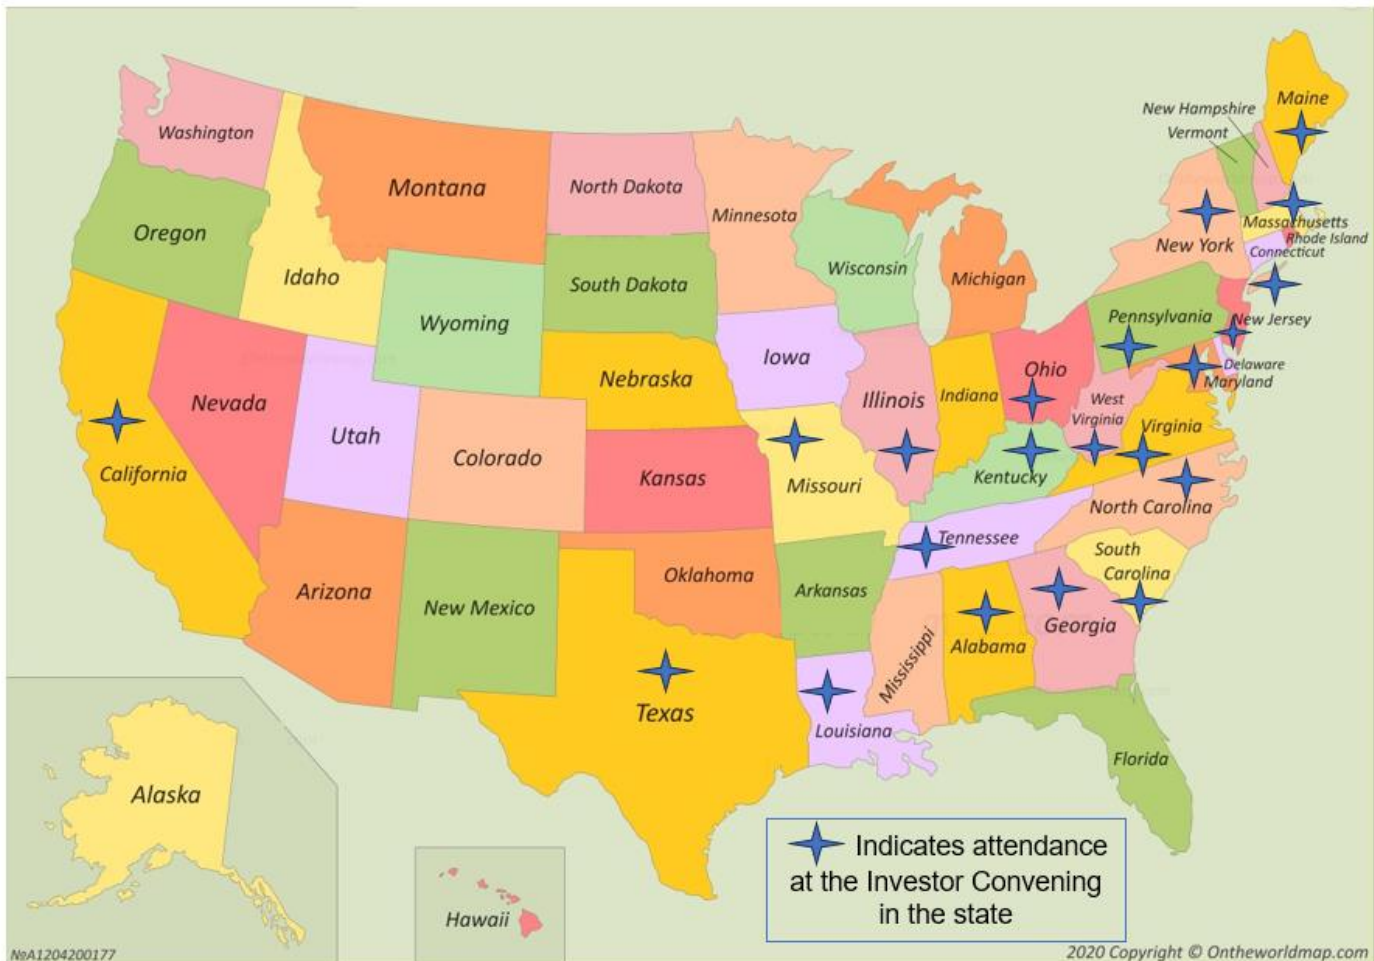 Maine
New Hampshire
Vermont
Washington
Montana
North Dakota
Minnesota
Oregon
Massachusetts
Rhode Island
New York
Connecticut
Wisconsin
Idaho
Michigan
South Dakota
Wyoming
Pennsylvania
New Jersey
Iowa
Ohio
Delaware
Nebraska
Maryland
Nevada
Illinois
Indiana
West
Virginia
Utah
Virginia
Colorado
California
Kansas
Kentucky
Missouri
North Carolina
Tennessee
South
Carolina
Oklahoma
Arizona
Arkansas
New Mexico
Georgia
Alabama
Mississippi
Texas
Louisiana
Florida
Alaska
Hawaii
Indicates attendance
at the Investor Convening
in the state
№A1204200177
2020 Copyright © Ontheworldmap.com